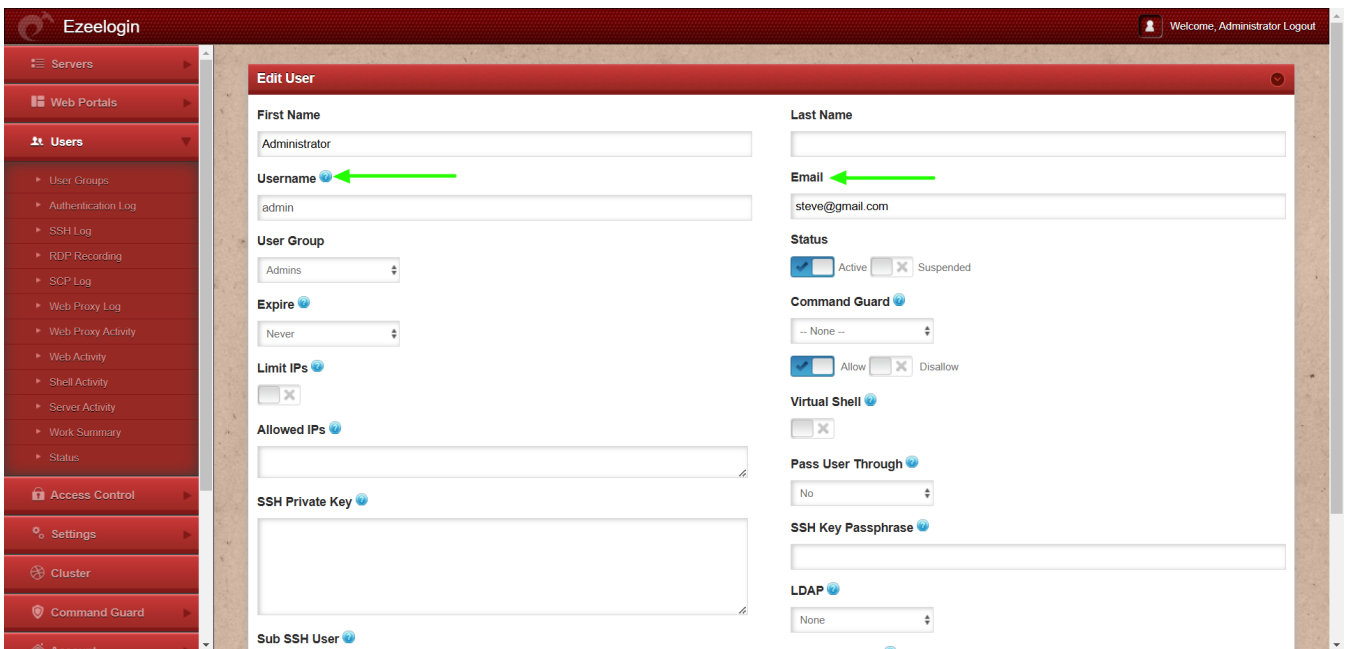 Ezeelogin
Welcome, Administrator Logout
Servers
Web Portals
Users
User Groups
Authentication Log
SSH Log
RDP Recording
SCP Log
Web Proxy Log
Web Proxy Activity
Web Activity
Shell Activity
Server Activity
Work Summary
Status
Access Control
Settings
Cluster
Command Guard
Edit User
First Name
Administrator
Last Name
Username
admin
Email
steve@gmail.com
User Group
Admins
Status
Active Suspended
Expire
Never
Command Guard
-- None --
Allow Disallow
Limit IPs
Virtual Shell
Allowed IPs
Pass User Through
No
SSH Private Key
SSH Key Passphrase
LDAP
None
Sub SSH User